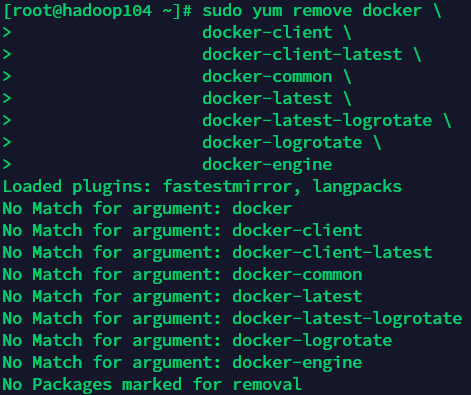 [root@hadoop104 ~]# sudo yum remove docker \
>                   docker-client \
>                   docker-client-latest \
>                   docker-common \
>                   docker-latest \
>                   docker-latest-logrotate \
>                   docker-logrotate \
>                   docker-engine
Loaded plugins: fastestmirror, langpacks
No Match for argument: docker
No Match for argument: docker-client
No Match for argument: docker-client-latest
No Match for argument: docker-common
No Match for argument: docker-latest
No Match for argument: docker-latest-logrotate
No Match for argument: docker-logrotate
No Match for argument: docker-engine
No Packages marked for removal